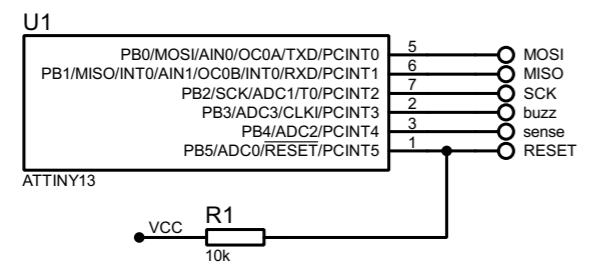 U1
PB0/MOSI/AIN0/OC0A/TXD/PCINT0 5 MOSI
PB1/MISO/INT0/AIN1/OC0B/INT0/RXD/PCINT1 6 MISO
PB2/SCK/ADC1/T0/PCINT2 7 SCK
PB3/ADC3/CLKI/PCINT3 2 buzz
PB4/ADC2/PCINT4 3 sense
PB5/ADC0/RESET/PCINT5 1 RESET
ATTINY13
R1
VCC
10k